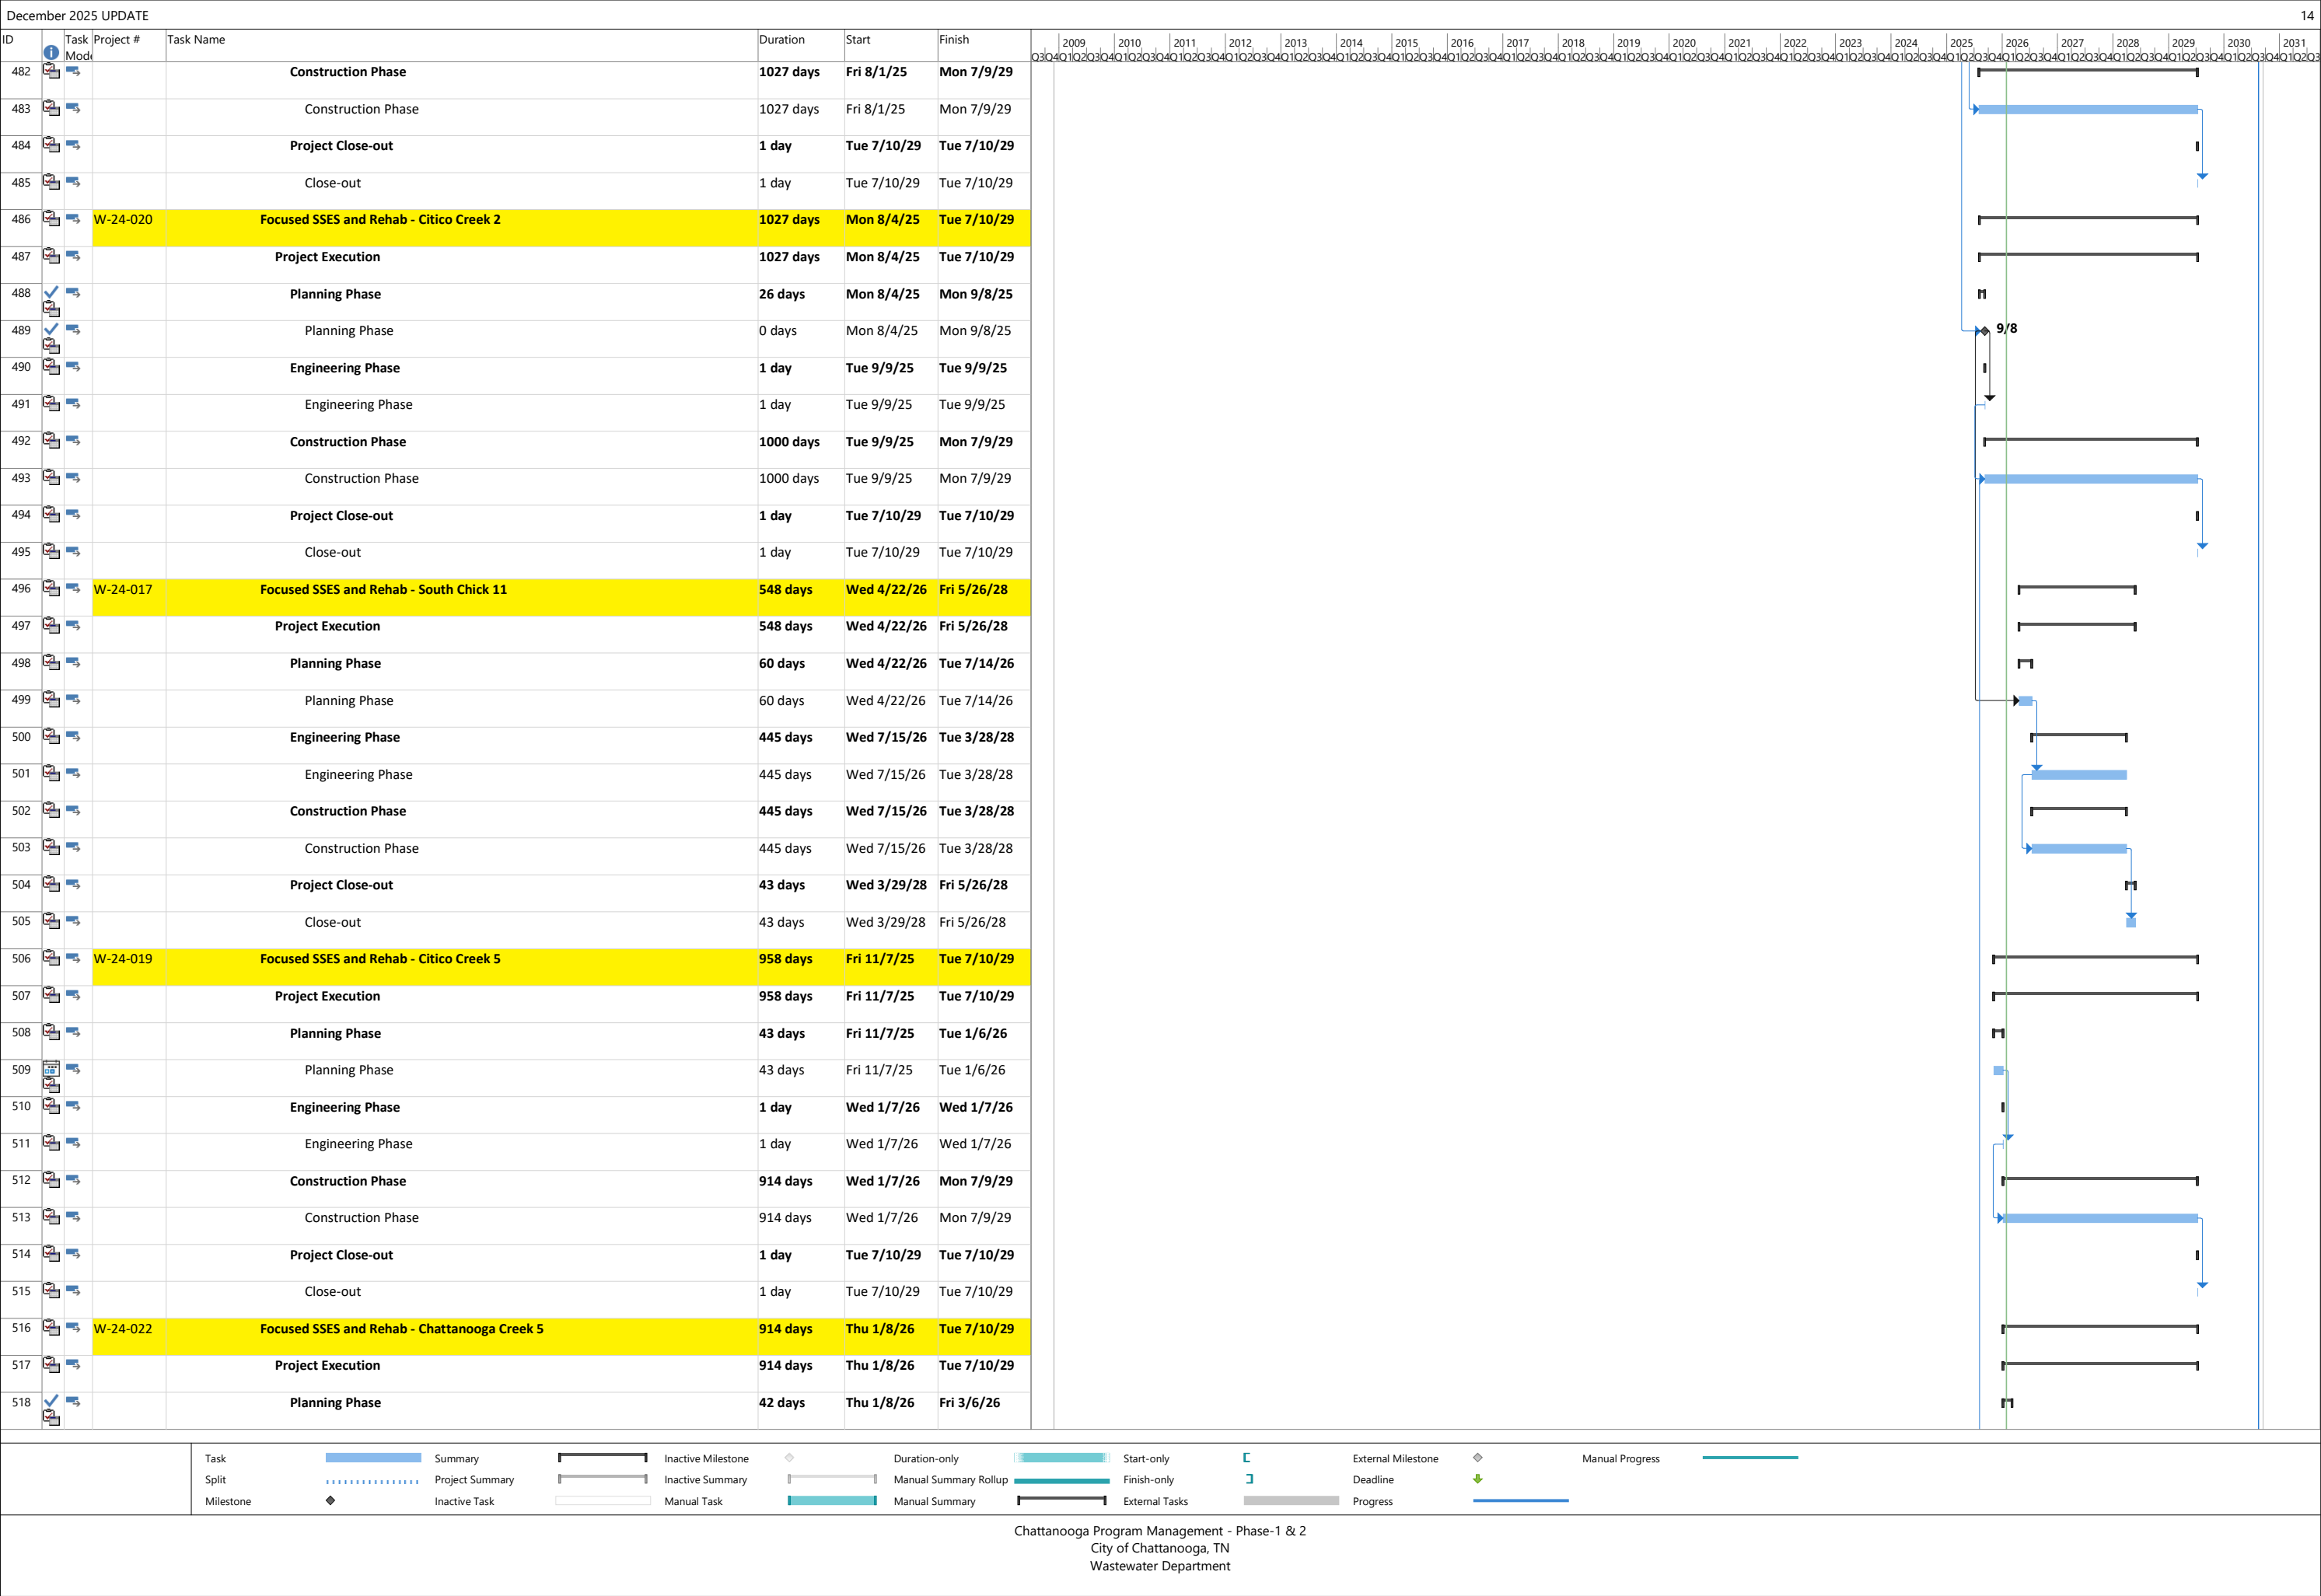 December 2025 UPDATE 14
ID Task Mode Project # Task Name Duration Start Finish
2009 2010 2011 2012 2013 2014 2015 2016 2017 2018 2019 2020 2021 2022 2023 2024 2025 2026 2027 2028 2029 2030 2031
Q3Q4Q1Q2Q3Q4Q1Q2Q3Q4Q1Q2Q3Q4Q1Q2Q3Q4Q1Q2Q3Q4Q1Q2Q3Q4Q1Q2Q3Q4Q1Q2Q3Q4Q1Q2Q3Q4Q1Q2Q3Q4Q1Q2Q3Q4Q1Q2Q3Q4Q1Q2Q3Q4Q1Q2Q3Q4Q1Q2Q3Q4Q1Q2Q3Q4Q1Q2Q3Q4Q1Q2Q3Q4Q1Q2Q3Q4Q1Q2Q3Q4Q1Q2Q3Q4Q1Q2Q3Q4Q1Q2Q3
482 Construction Phase 1027 days Fri 8/1/25 Mon 7/9/29
483 Construction Phase 1027 days Fri 8/1/25 Mon 7/9/29
484 Project Close-out 1 day Tue 7/10/29 Tue 7/10/29
485 Close-out 1 day Tue 7/10/29 Tue 7/10/29
486 W-24-020 Focused SSES and Rehab - Citico Creek 2 1027 days Mon 8/4/25 Tue 7/10/29
487 Project Execution 1027 days Mon 8/4/25 Tue 7/10/29
488 Planning Phase 26 days Mon 8/4/25 Mon 9/8/25
489 Planning Phase 0 days Mon 8/4/25 Mon 9/8/25 9/8
490 Engineering Phase 1 day Tue 9/9/25 Tue 9/9/25
491 Engineering Phase 1 day Tue 9/9/25 Tue 9/9/25
492 Construction Phase 1000 days Tue 9/9/25 Mon 7/9/29
493 Construction Phase 1000 days Tue 9/9/25 Mon 7/9/29
494 Project Close-out 1 day Tue 7/10/29 Tue 7/10/29
495 Close-out 1 day Tue 7/10/29 Tue 7/10/29
496 W-24-017 Focused SSES and Rehab - South Chick 11 548 days Wed 4/22/26 Fri 5/26/28
497 Project Execution 548 days Wed 4/22/26 Fri 5/26/28
498 Planning Phase 60 days Wed 4/22/26 Tue 7/14/26
499 Planning Phase 60 days Wed 4/22/26 Tue 7/14/26
500 Engineering Phase 445 days Wed 7/15/26 Tue 3/28/28
501 Engineering Phase 445 days Wed 7/15/26 Tue 3/28/28
502 Construction Phase 445 days Wed 7/15/26 Tue 3/28/28
503 Construction Phase 445 days Wed 7/15/26 Tue 3/28/28
504 Project Close-out 43 days Wed 3/29/28 Fri 5/26/28
505 Close-out 43 days Wed 3/29/28 Fri 5/26/28
506 W-24-019 Focused SSES and Rehab - Citico Creek 5 958 days Fri 11/7/25 Tue 7/10/29
507 Project Execution 958 days Fri 11/7/25 Tue 7/10/29
508 Planning Phase 43 days Fri 11/7/25 Tue 1/6/26
509 Planning Phase 43 days Fri 11/7/25 Tue 1/6/26
510 Engineering Phase 1 day Wed 1/7/26 Wed 1/7/26
511 Engineering Phase 1 day Wed 1/7/26 Wed 1/7/26
512 Construction Phase 914 days Wed 1/7/26 Mon 7/9/29
513 Construction Phase 914 days Wed 1/7/26 Mon 7/9/29
514 Project Close-out 1 day Tue 7/10/29 Tue 7/10/29
515 Close-out 1 day Tue 7/10/29 Tue 7/10/29
516 W-24-022 Focused SSES and Rehab - Chattanooga Creek 5 914 days Thu 1/8/26 Tue 7/10/29
517 Project Execution 914 days Thu 1/8/26 Tue 7/10/29
518 Planning Phase 42 days Thu 1/8/26 Fri 3/6/26
Task Summary Inactive Milestone Duration-only Start-only External Milestone Manual Progress
Split Project Summary Inactive Summary Manual Summary Rollup Finish-only Deadline
Milestone Inactive Task Manual Task Manual Summary External Tasks Progress
Chattanooga Program Management - Phase-1 & 2
City of Chattanooga, TN
Wastewater Department